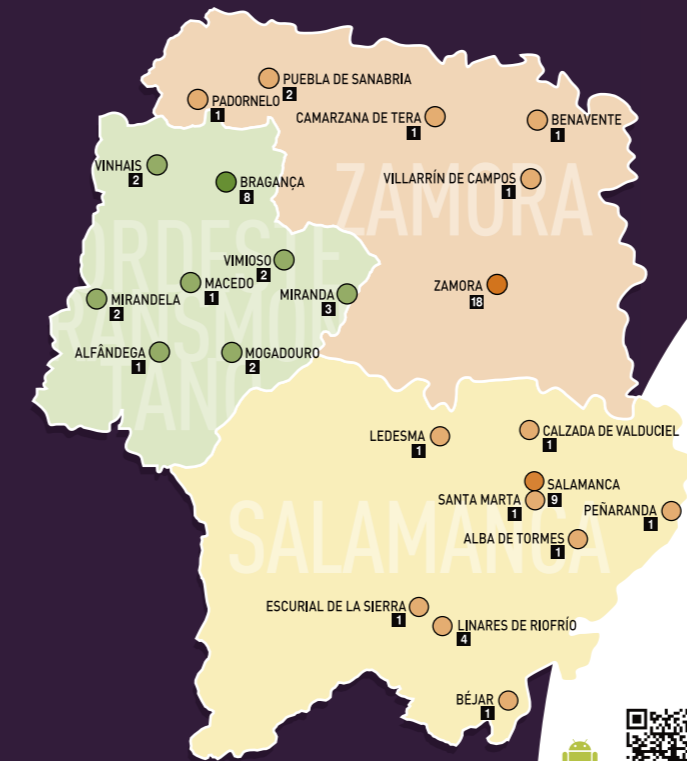 PUEBLA DE SANABRIA
2
PADORNELO
1
CAMARZANA DE TERA
1
BENAVENTE
1
VINHAIS
2
BRAGANÇA
8
VILLARRÍN DE CAMPOS
1
ZAMORA
VIMIOSO
2
MACEDO
1
MIRANDA
3
ZAMORA
18
MIRANDELA
2
ORDESTE
RANSMO
TANO
ALFÂNDEGA
1
MOGADOURO
2
LEDESMA
1
CALZADA DE VALDUCIEL
1
SALAMANCA
9
SANTA MARTA
1
PEÑARANDA
1
SALAMANCA
ALBA DE TORMES
1
ESCURIAL DE LA SIERRA
1
LINARES DE RIOFRÍO
4
BÉJAR
1